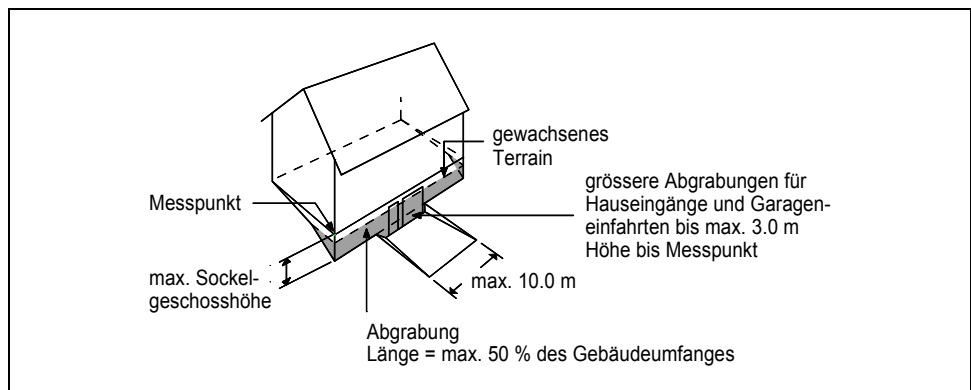 gewachsenes
Terrain
grössere Abgrabungen für
Hauseingänge und Garagen-
einfahrten bis max. 3.0 m
Höhe bis Messpunkt
Messpunkt
max. Sockel-
geschosshöhe
max. 10.0 m
Abgrabung
Länge = max. 50 % des Gebäudeumfanges